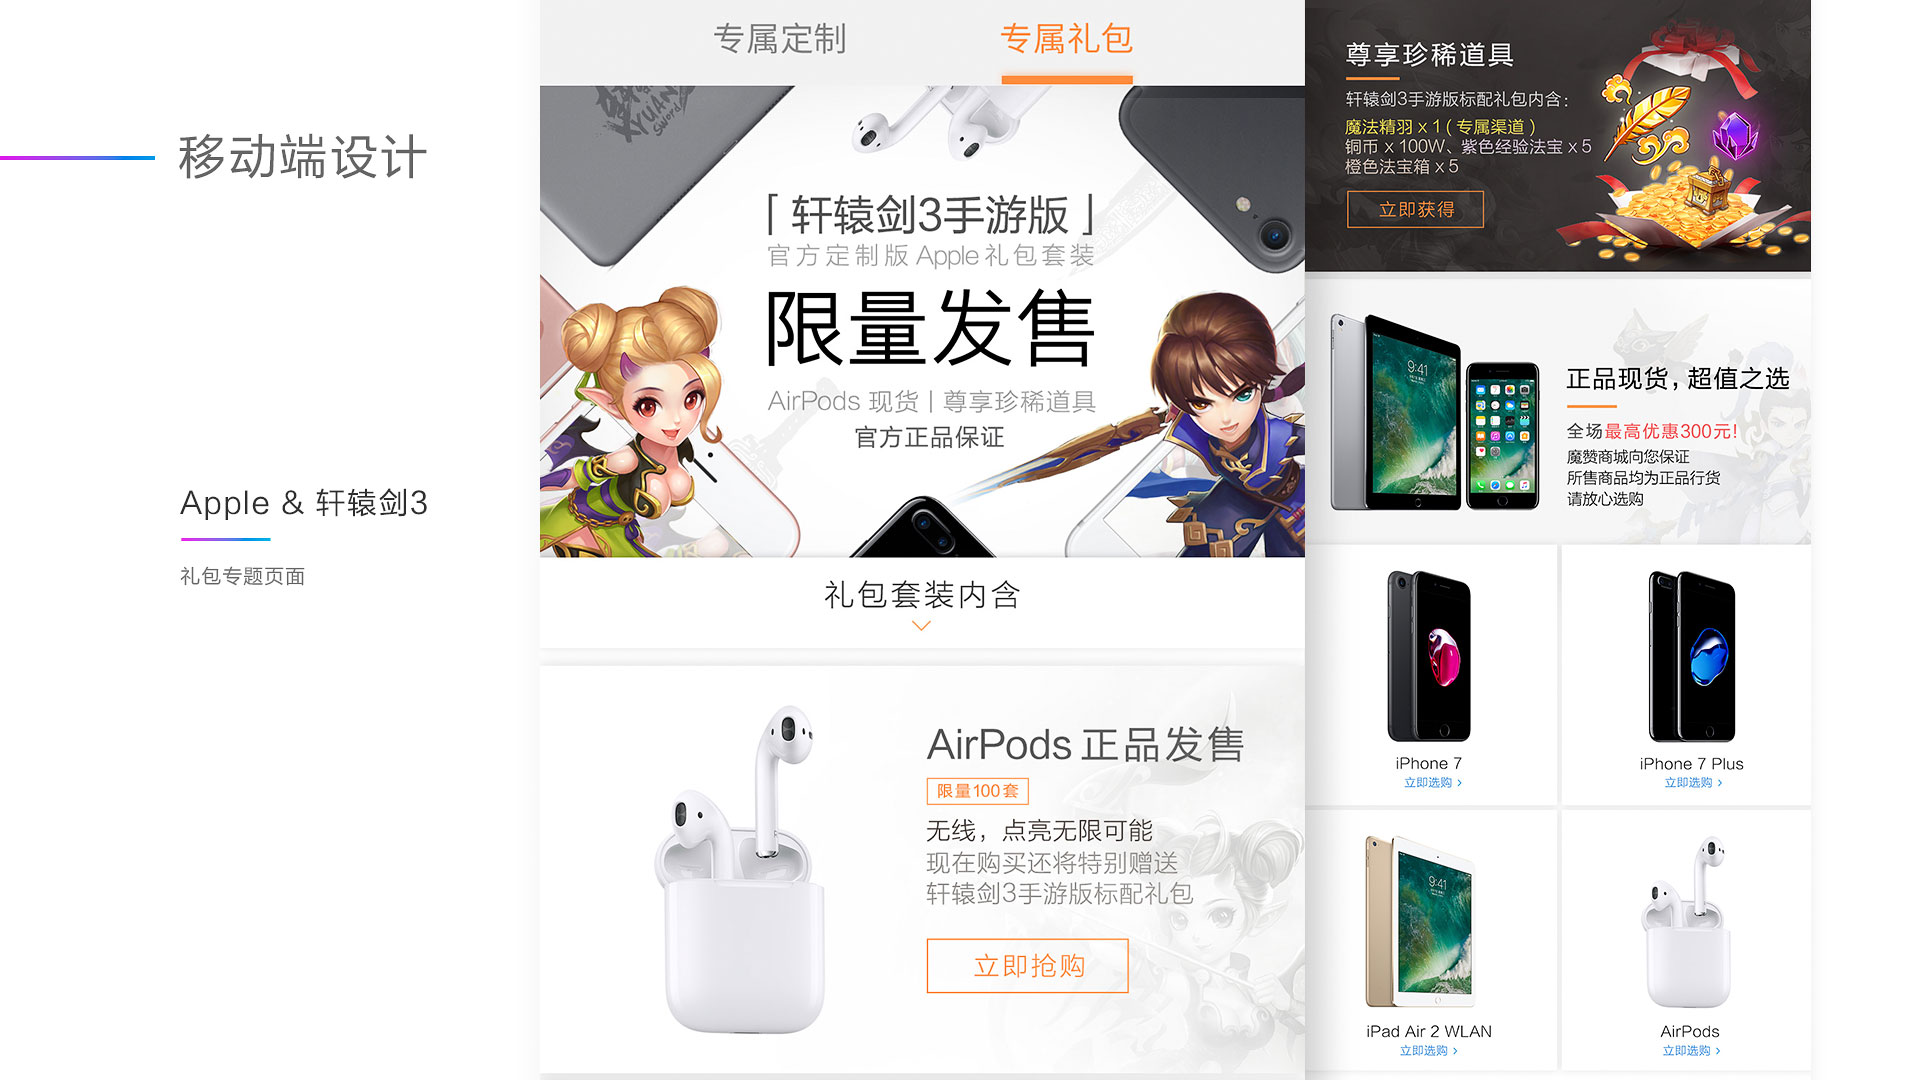 移动端设计
Apple & 轩辕剑3
礼包专题页面
专属定制
专属礼包
「轩辕剑3手游版」
官方定制版 Apple 礼包套装
限量发售
AirPods 现货 | 尊享珍稀道具
官方正品保证
礼包套装内含
AirPods 正品发售
限量100套
无线，点亮无限可能
现在购买还将特别赠送
轩辕剑3手游版标配礼包
立即抢购
尊享珍稀道具
轩辕剑3手游版标配礼包内含：
魔法精羽 x 1 ( 专属渠道 )
铜币 x 100W、紫色经验法宝 x 5
橙色法宝箱 x 5
立即获得
9:41
正品现货，超值之选
全场最高优惠300元!
魔赞商城向您保证
所售商品均为正品行货
请放心选购
iPhone 7
立即选购 >
iPhone 7 Plus
立即选购 >
9:41
iPad Air 2 WLAN
立即选购 >
AirPods
立即选购 >